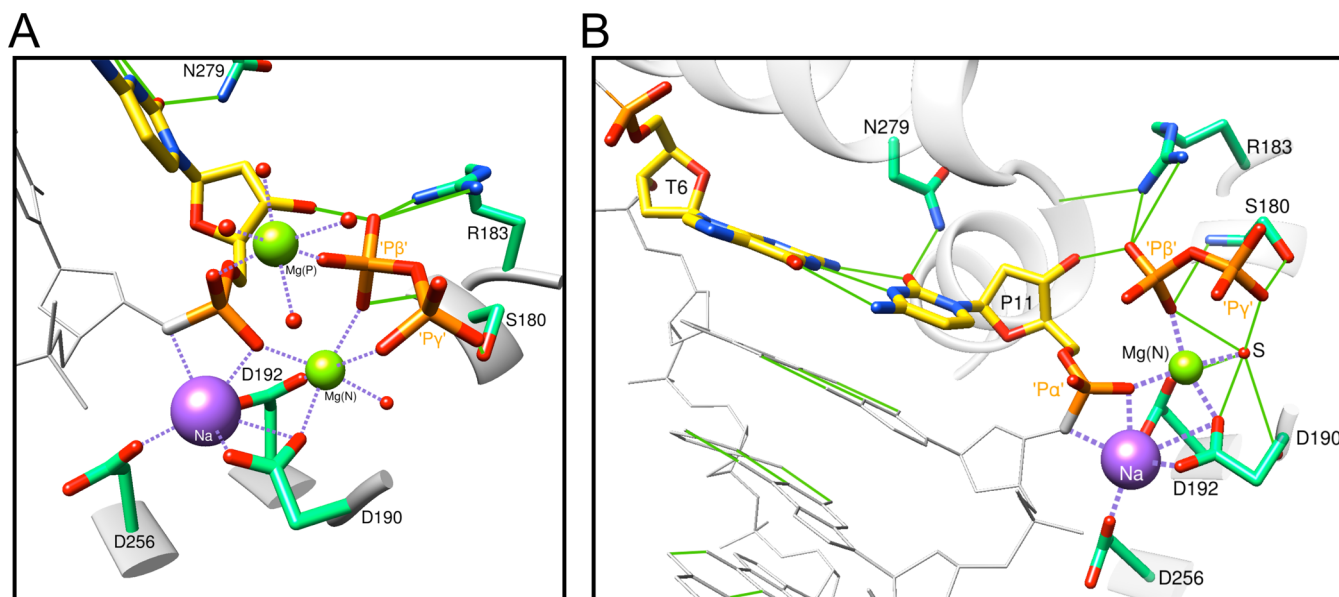 A
N279
'Pβ'
R183
Mg(P)
S180
'Pγ'
D192
Mg(N)
Na
D190
D256
B
N279
R183
T6
S180
'Pβ'
P11
'Pγ'
Mg(N)
S
'Pα'
D190
Na
D192
D256